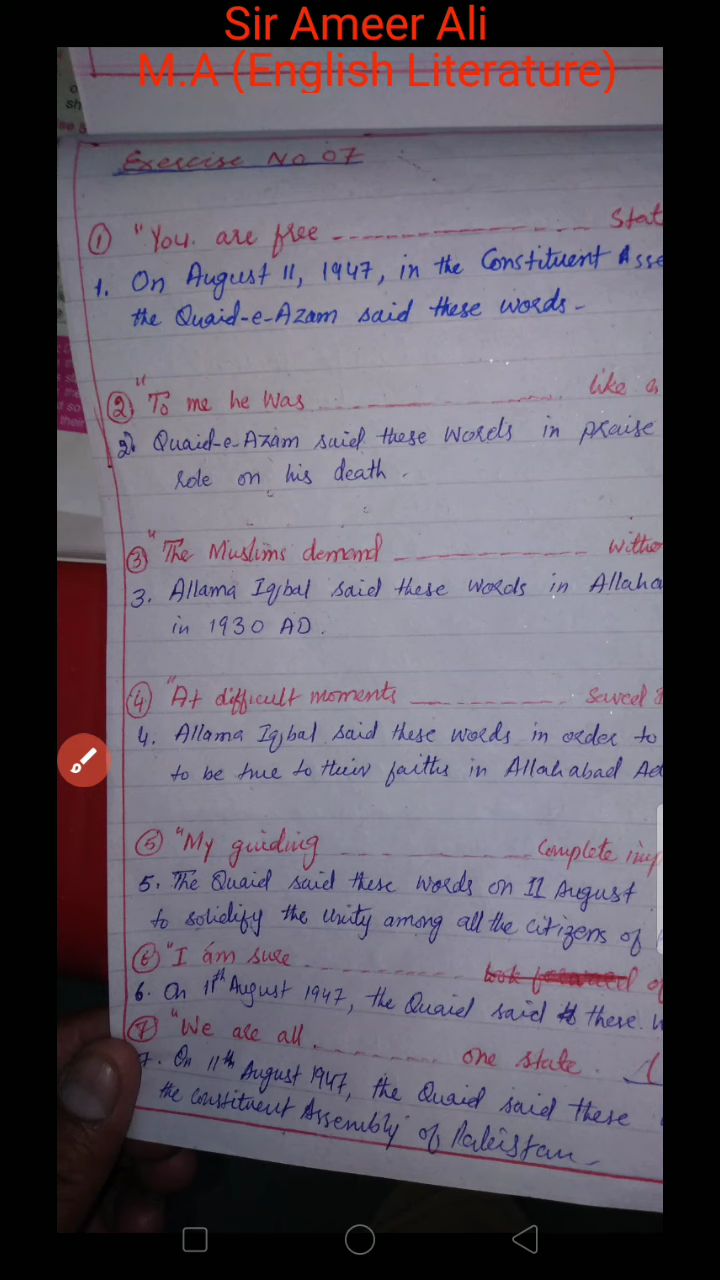 Sir Ameer Ali
M.A (English Literature)
sh
Exercise No 07
① "You are free ---------- Stat
1. On August 11, 1947, in the Constituent Asse
the Quaid-e-Azam said these words-
② "To me he was ---------- like a
2. Quaid-e-Azam said these words in praise
role on his death.
③ "The Muslims demand ---------- witho
3. Allama Iqbal said these words in Allaha
in 1930 AD.
④ "At difficult moments ---------- saved
4. Allama Iqbal said these words in order to
to be true to their faiths in Allahabad Ad
⑤ "My guiding ---------- Complete imp
5. The Quaid said these words on 11 August
to solidify the unity among all the citizens of
⑥ "I am sure ----------
6. On 11th August 1947, the Quaid said these w
⑦ "We are all ---------- one state.
7. On 11th August 1947, the Quaid said these
the constituent Assembly of Pakistan-